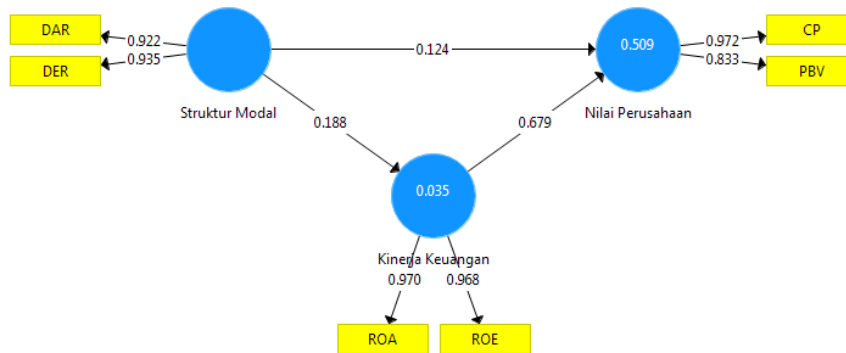 DAR
0.922
0.935
DER
Struktur Modal
0.124
0.188
0.679
0.509
Nilai Perusahaan
0.972
0.833
CP
PBV
0.035
Kinerja Keuangan
0.970
0.968
ROA
ROE